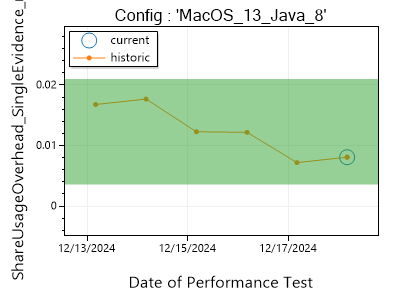 Config : 'MacOS_13_Java_8'
current
historic
ShareUsageOverhead_SingleEvidence_
0.02
0.01
0
12/13/2024
12/15/2024
12/17/2024
Date of Performance Test